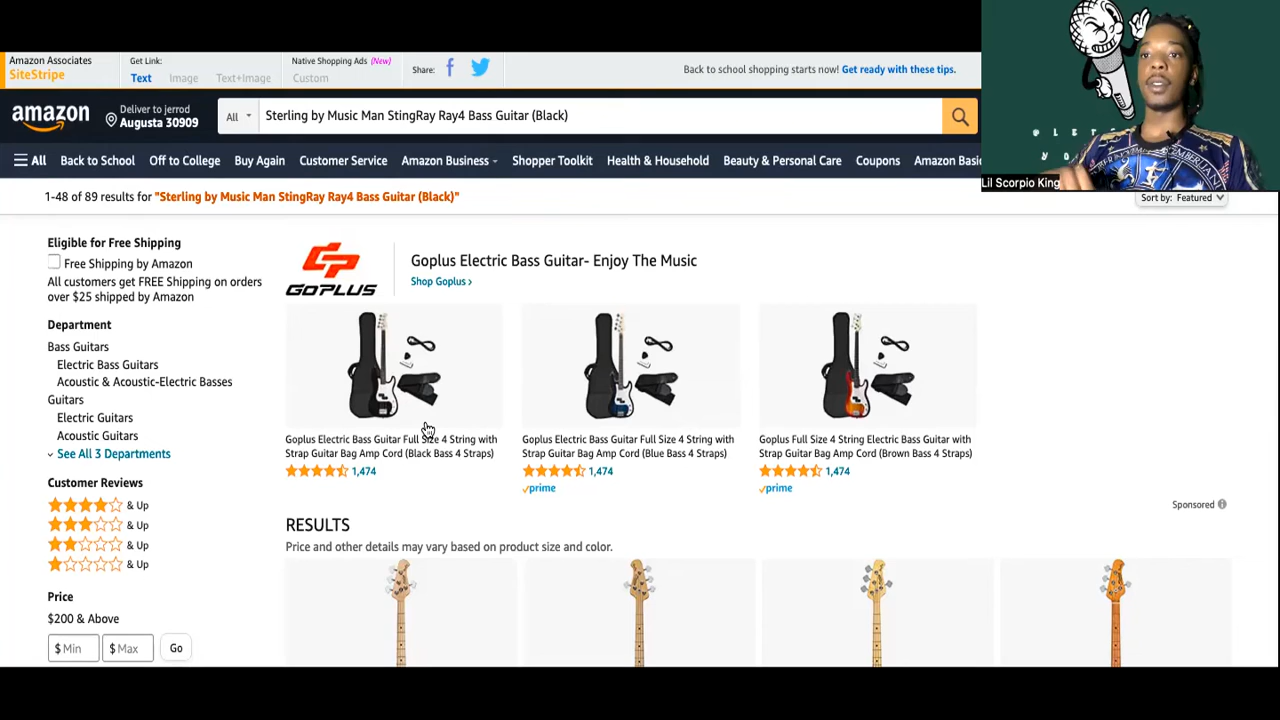 Amazon Associates
SiteStripe
Get Link:
Text Image Text+Image
Native Shopping Ads (New)
Custom
Share:
Back to school shopping starts now! Get ready with these tips.
amazon
Deliver to jerrod
Augusta 30909
All
Sterling by Music Man StingRay Ray4 Bass Guitar (Black)
All Back to School Off to College Buy Again Customer Service Amazon Business Shopper Toolkit Health & Household Beauty & Personal Care Coupons Amazon Basi
Lil Scorpio King
1-48 of 89 results for "Sterling by Music Man StingRay Ray4 Bass Guitar (Black)"
Sort by: Featured
Eligible for Free Shipping
Free Shipping by Amazon
All customers get FREE Shipping on orders
over $25 shipped by Amazon
Department
Bass Guitars
Electric Bass Guitars
Acoustic & Acoustic-Electric Basses
Guitars
Electric Guitars
Acoustic Guitars
See All 3 Departments
Customer Reviews
& Up
& Up
& Up
& Up
Price
$200 & Above
$ Min $ Max Go
GOPLUS
Goplus Electric Bass Guitar- Enjoy The Music
Shop Goplus ›
Goplus Electric Bass Guitar Full Size 4 String with
Strap Guitar Bag Amp Cord (Black Bass 4 Straps)
1,474
Goplus Electric Bass Guitar Full Size 4 String with
Strap Guitar Bag Amp Cord (Blue Bass 4 Straps)
1,474
prime
Goplus Full Size 4 String Electric Bass Guitar with
Strap Guitar Bag Amp Cord (Brown Bass 4 Straps)
1,474
prime
Sponsored
RESULTS
Price and other details may vary based on product size and color.